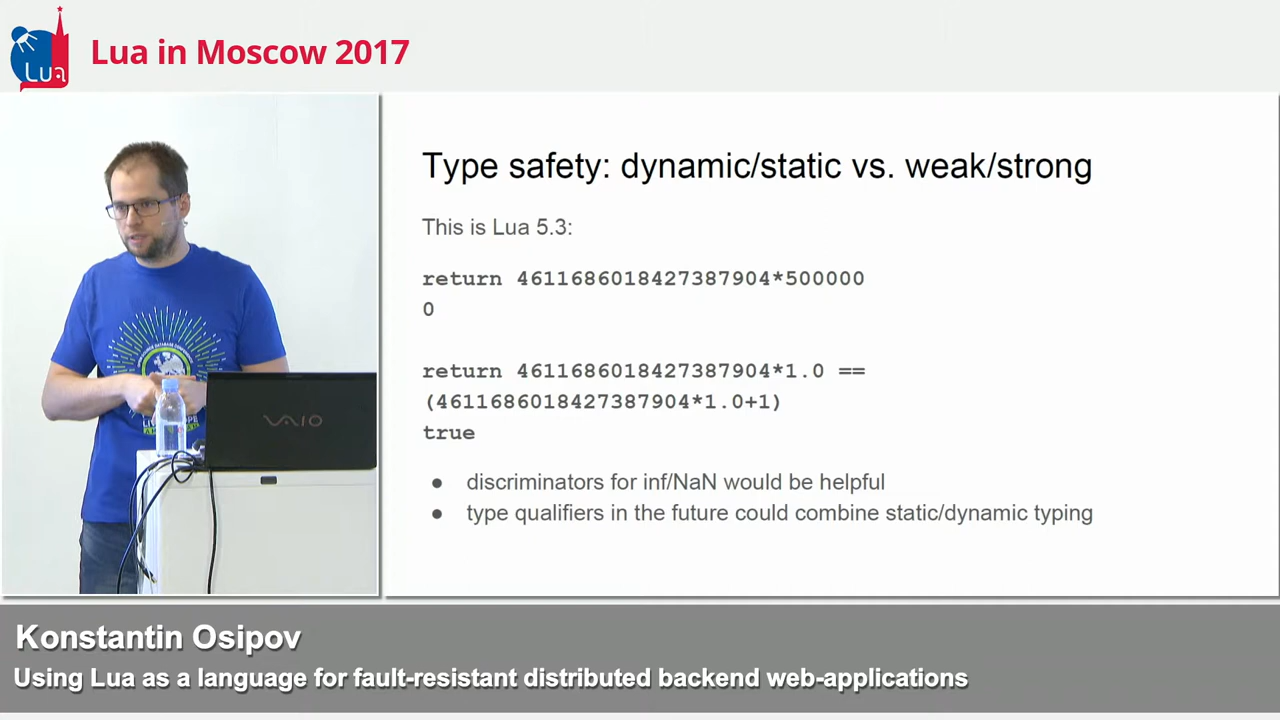 Lua
Lua in Moscow 2017
Type safety: dynamic/static vs. weak/strong
This is Lua 5.3:
return 4611686018427387904*500000
0
return 4611686018427387904*1.0 ==
(4611686018427387904*1.0+1)
true
● discriminators for inf/NaN would be helpful
● type qualifiers in the future could combine static/dynamic typing
VAIO
Konstantin Osipov
Using Lua as a language for fault-resistant distributed backend web-applications